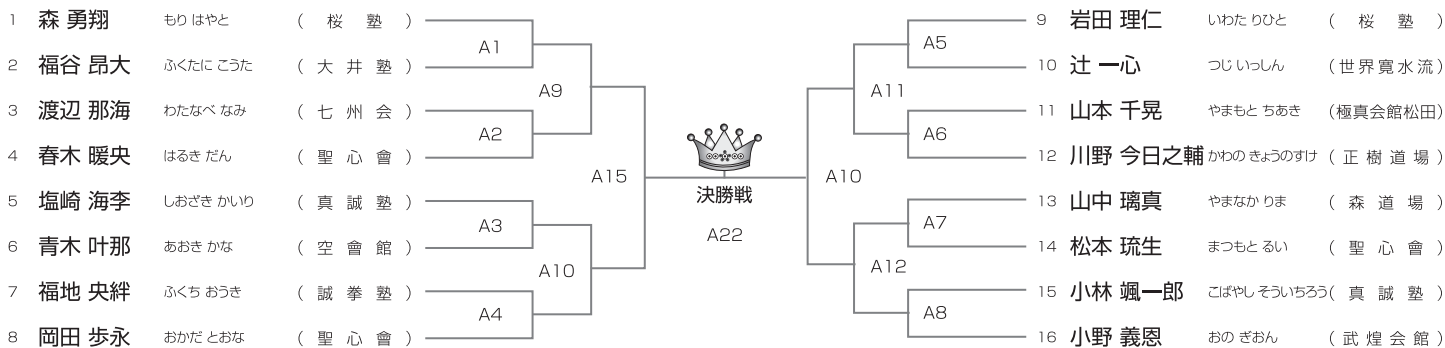 1 森 勇翔 もり はやと ( 桜 塾 )
2 福谷 昂大 ふくたに こうた ( 大 井 塾 )
3 渡辺 那海 わたなべ なみ ( 七 州 会 )
4 春木 暖央 はるき だん ( 聖 心 會 )
5 塩崎 海李 しおざき かいり ( 真 誠 塾 )
6 青木 叶那 あおき かな ( 空 會 館 )
7 福地 央絆 ふくち おうき ( 誠 拳 塾 )
8 岡田 歩永 おかだ とおな ( 聖 心 會 )
A1
A2
A3
A4
A9
A10
A15
決勝戦
A22
A10
A11
A12
A5
A6
A7
A8
9 岩田 理仁 いわた りひと ( 桜 塾 )
10 辻 一心 つじ いっしん (世界寛水流)
11 山本 千晃 やまもと ちあき (極真会館松田)
12 川野 今日之輔 かわの きょうのすけ ( 正 樹 道 場 )
13 山中 璃真 やまなか りま ( 森 道 場 )
14 松本 琉生 まつもと るい ( 聖 心 會 )
15 小林 颯一郎 こばやし そういちろう ( 真 誠 塾 )
16 小野 義恩 おの ぎおん ( 武 煌 会 館 )